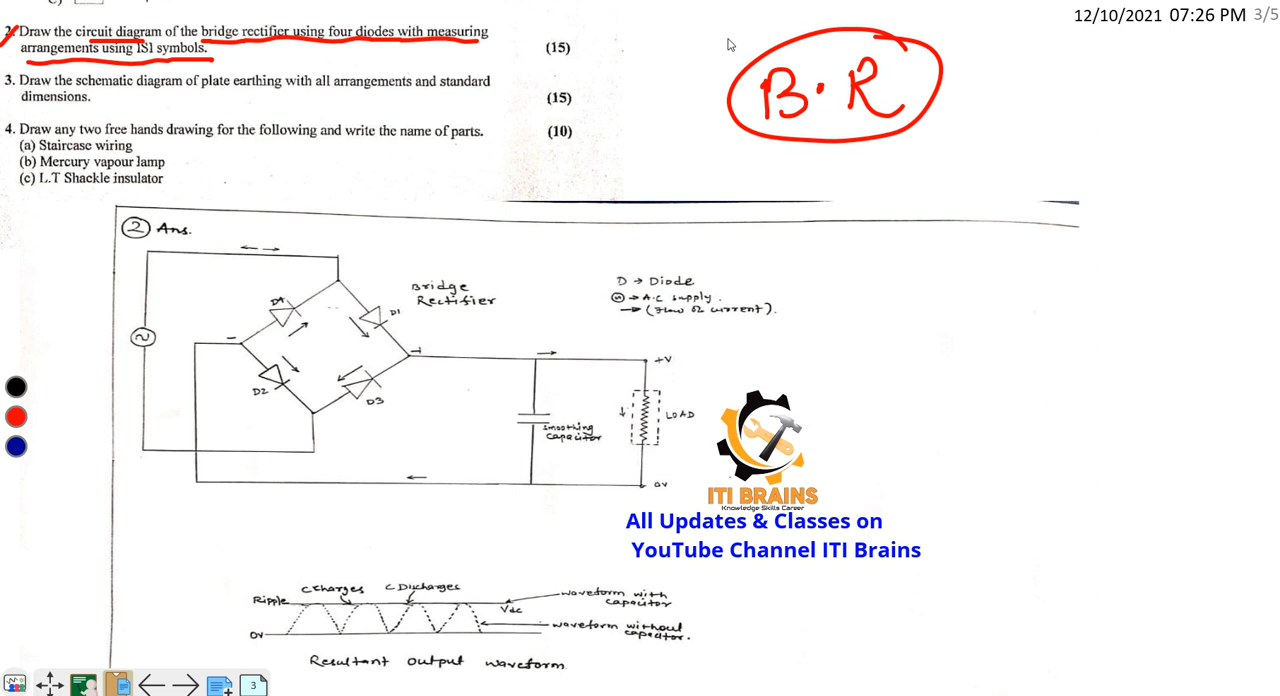 12/10/2021 07:26 PM 3/5
2. Draw the circuit diagram of the bridge rectifier using four diodes with measuring
arrangements using ISI symbols. (15)
3. Draw the schematic diagram of plate earthing with all arrangements and standard
dimensions. (15)
4. Draw any two free hands drawing for the following and write the name of parts. (10)
(a) Staircase wiring
(b) Mercury vapour lamp
(c) L.T Shackle insulator
B.R
2 Ans.
Bridge
Rectifier
D → Diode
→ A.C supply.
→ (Flow of current).
D4
D1
D2
D3
+
-
+V
LOAD
Smoothing
capacitor
0V
ITI BRAINS
Knowledge Skills Career
All Updates & Classes on
YouTube Channel ITI Brains
C Charges C Discharges
Ripple
Vdc
waveform with
capacitor
0V
waveform without
capacitor.
Resultant output waveform
3